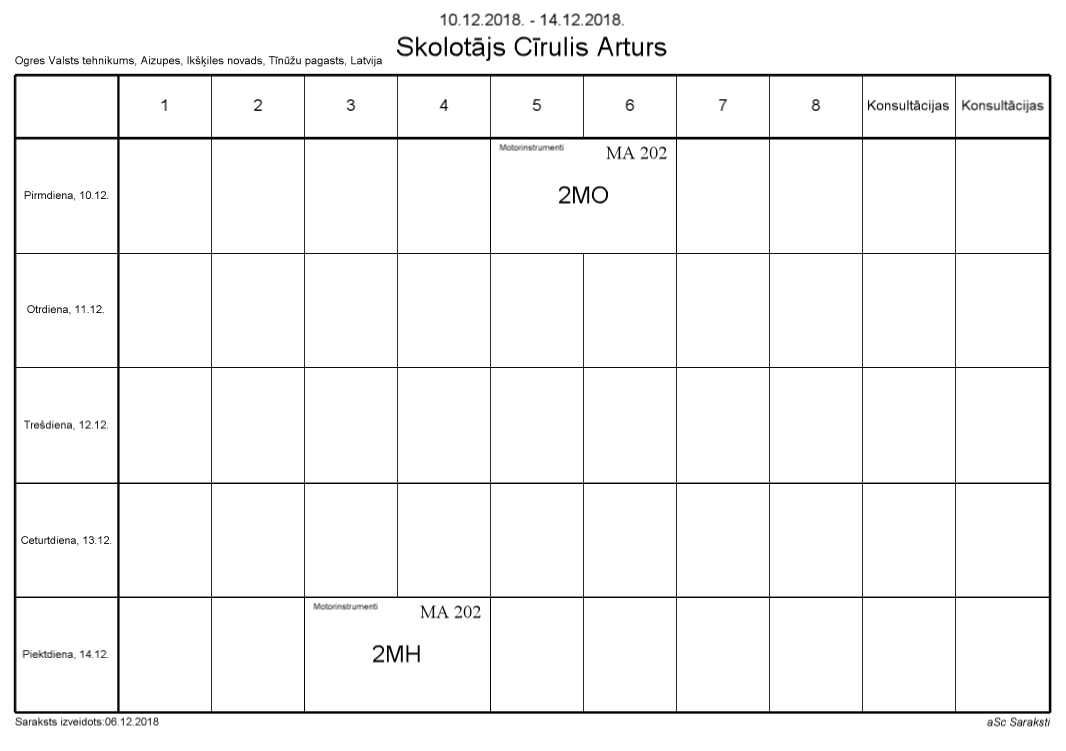 10.12.2018. - 14.12.2018.
Skolotājs Cīrulis Arturs
Ogres Valsts tehnikums, Aizupes, Ikšķiles novads, Tīnūžu pagasts, Latvija
1 2 3 4 5 6 7 8 Konsultācijas Konsultācijas
Motorinstrumenti MA 202
Pirmdiena, 10.12. 2MO
Otrdiena, 11.12.
Trešdiena, 12.12.
Ceturtdiena, 13.12.
Motorinstrumenti MA 202
Piektdiena, 14.12. 2MH
Saraksts izveidots:06.12.2018 aSc Saraksti